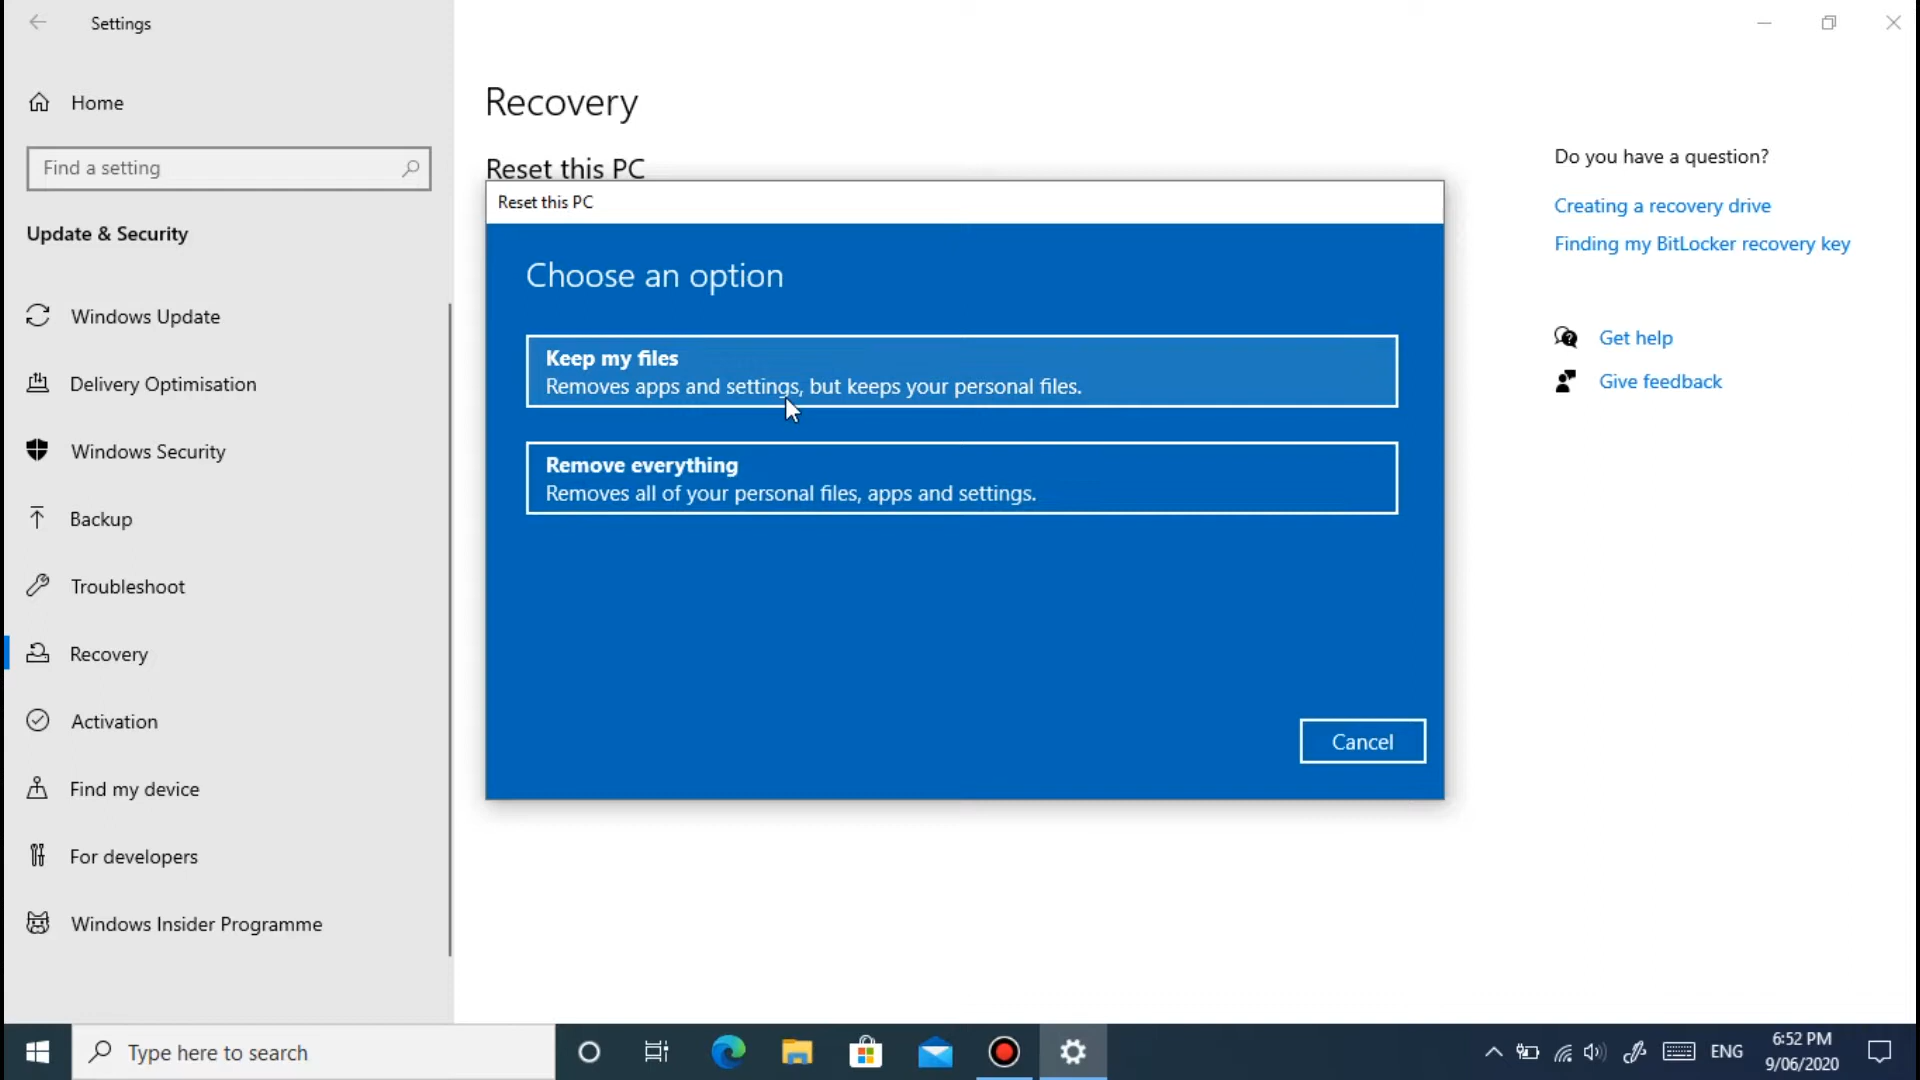 Settings
Home
Find a setting
Update & Security
Windows Update
Delivery Optimisation
Windows Security
Backup
Troubleshoot
Recovery
Activation
Find my device
For developers
Windows Insider Programme
Recovery
Reset this PC
Reset this PC
Choose an option
Keep my files
Removes apps and settings, but keeps your personal files.
Remove everything
Removes all of your personal files, apps and settings.
Cancel
Do you have a question?
Creating a recovery drive
Finding my BitLocker recovery key
Get help
Give feedback
Type here to search
ENG
6:52 PM
9/06/2020